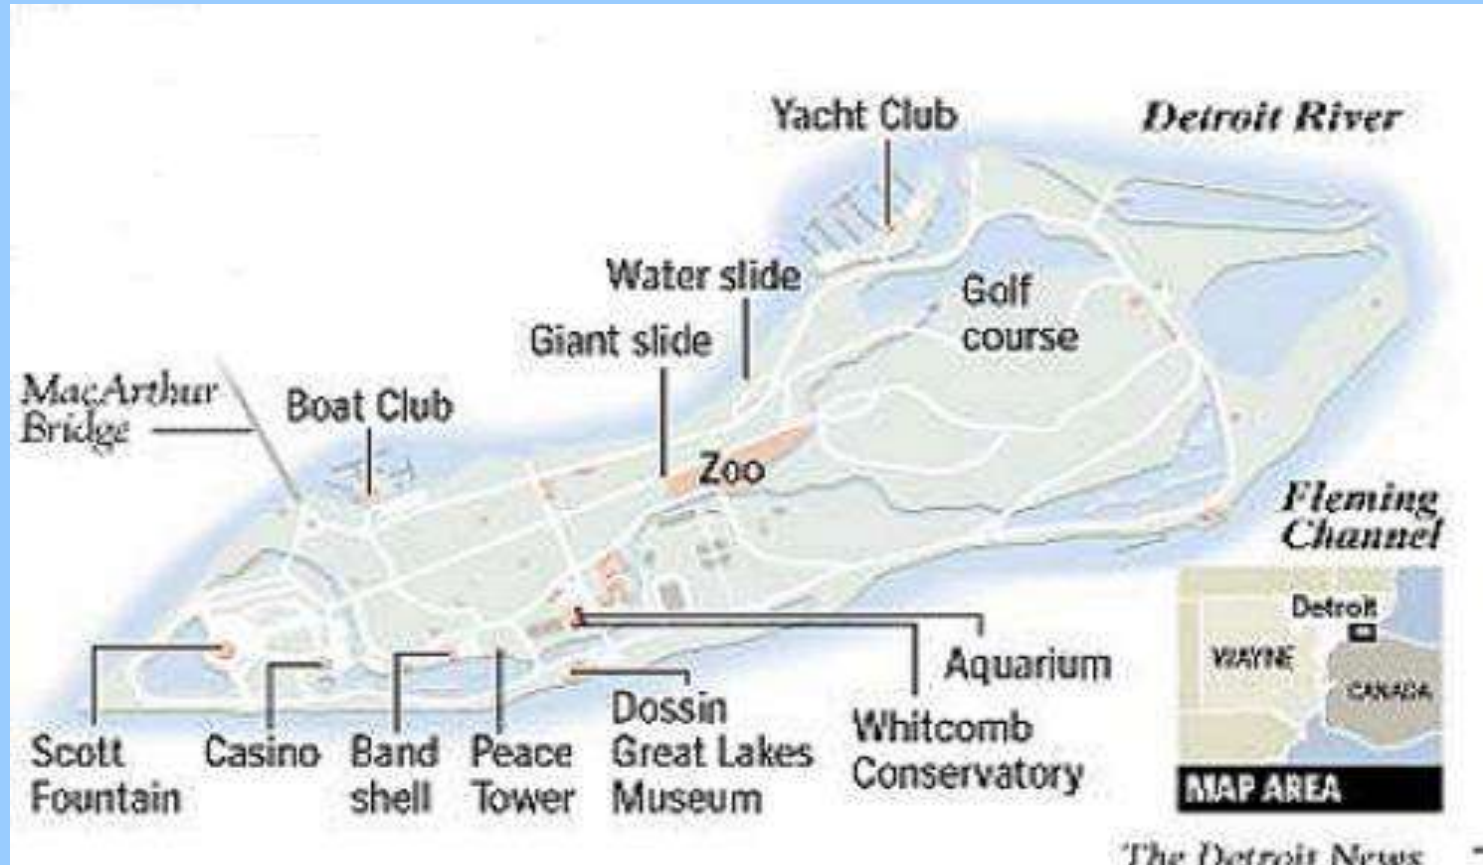 Yacht Club
Detroit River
Water slide
Golf
course
Giant slide
MacArthur
Bridge
Boat Club
Zoo
Fleming
Channel
Detroit
WAYNE
CANADA
MAP AREA
Aquarium
Whitcomb
Conservatory
Dossin
Great Lakes
Museum
Peace
Tower
Band
shell
Casino
Scott
Fountain
The Detroit News